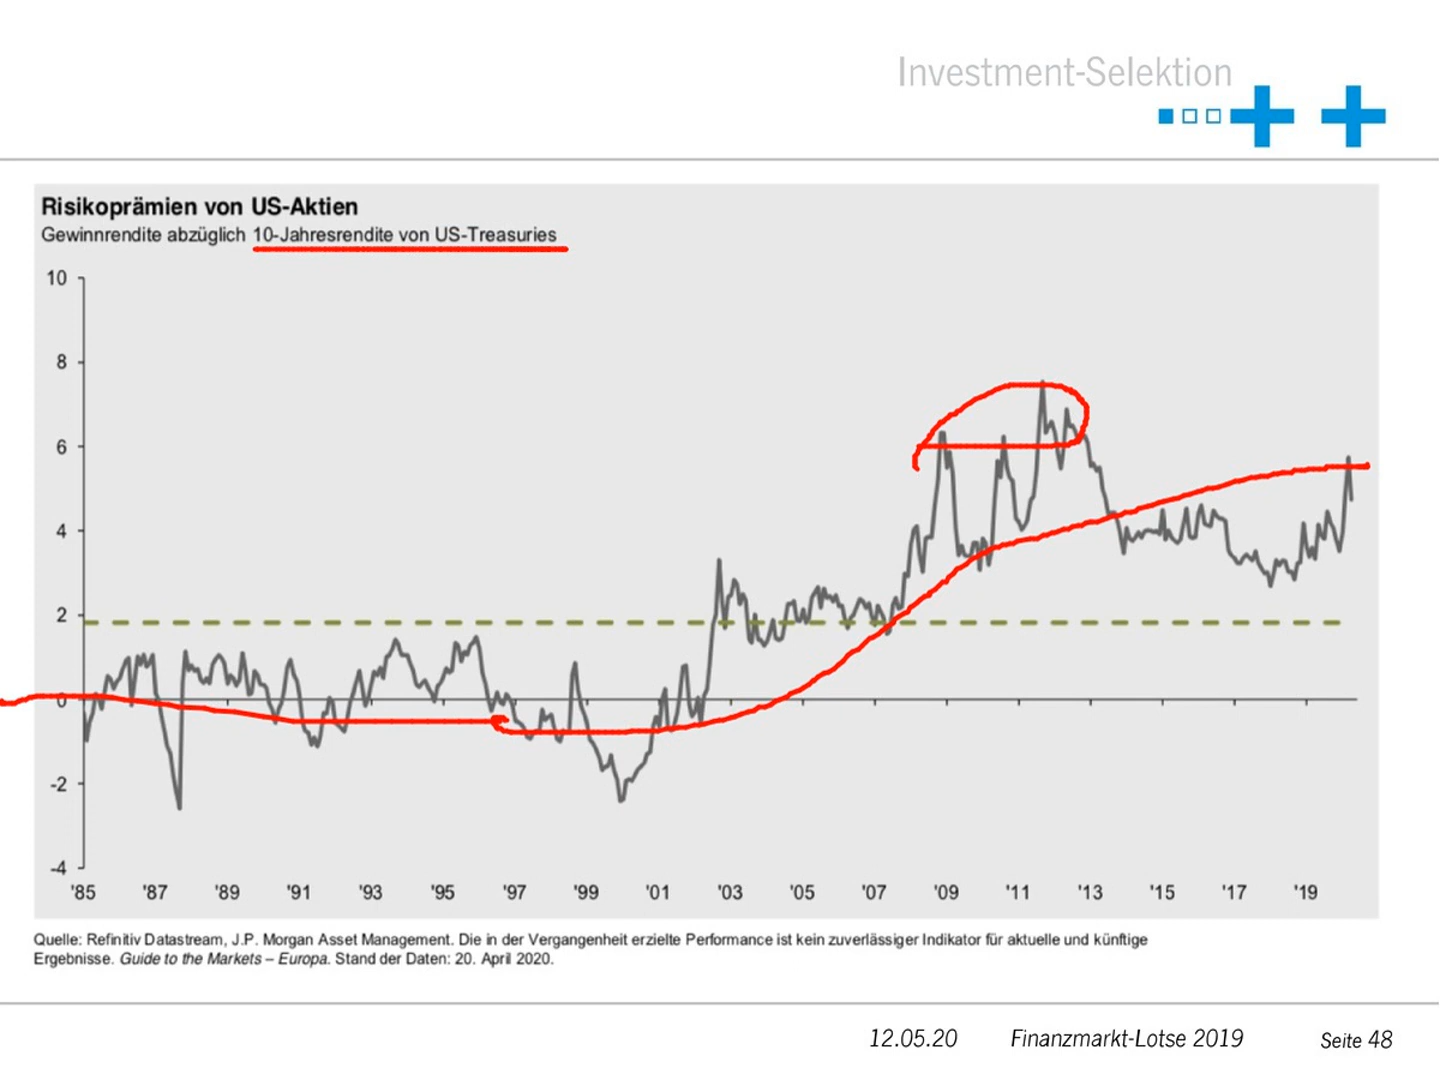 Investment-Selektion
Risikoprämien von US-Aktien
Gewinnrendite abzüglich 10-Jahresrendite von US-Treasuries
10
8
6
4
2
0
-2
-4
'85 '87 '89 '91 '93 '95 '97 '99 '01 '03 '05 '07 '09 '11 '13 '15 '17 '19
Quelle: Refinitiv Datastream, J.P. Morgan Asset Management. Die in der Vergangenheit erzielte Performance ist kein zuverlässiger Indikator für aktuelle und künftige
Ergebnisse. Guide to the Markets – Europa. Stand der Daten: 20. April 2020.
12.05.20 Finanzmarkt-Lotse 2019 Seite 48